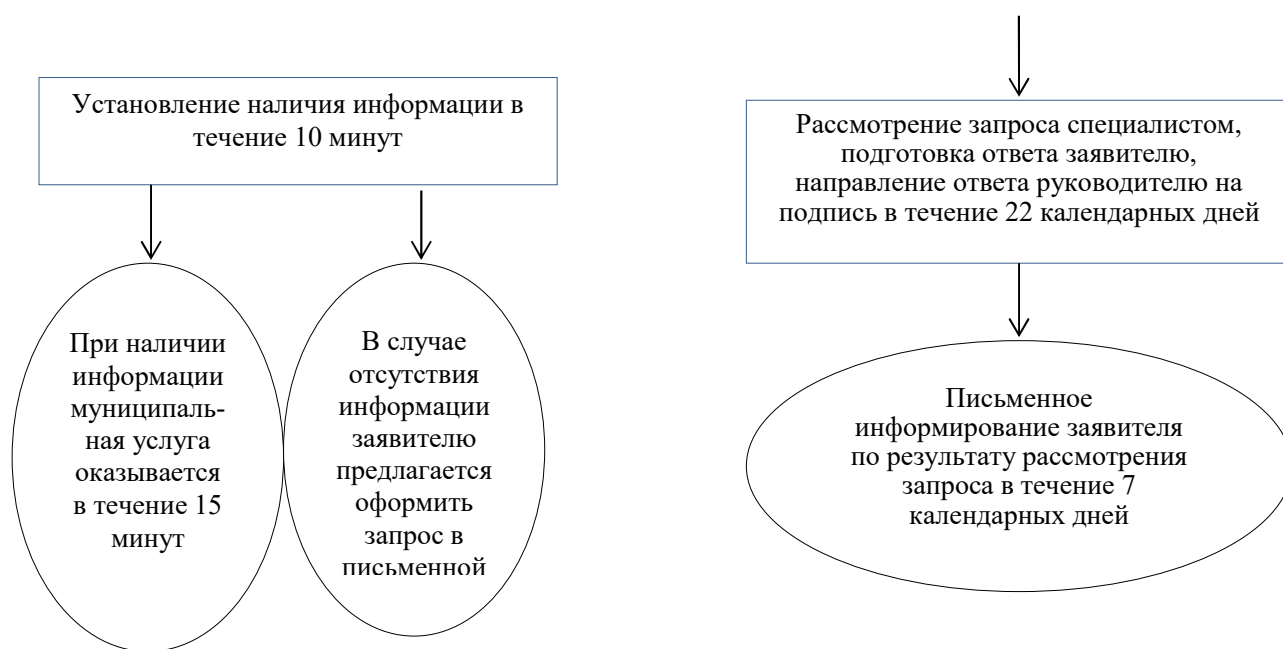 Установление наличия информации в
течение 10 минут
При наличии
информации
муниципаль-
ная услуга
оказывается
в течение 15
минут
В случае
отсутствия
информации
заявителю
предлагается
оформить
запрос в
письменной
Рассмотрение запроса специалистом,
подготовка ответа заявителю,
направление ответа руководителю на
подпись в течение 22 календарных дней
Письменное
информирование заявителя
по результату рассмотрения
запроса в течение 7
календарных дней